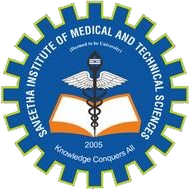 SAVEETHA INSTITUTE OF MEDICAL AND TECHNICAL SCIENCES
(Deemed to be University)
2005
Knowledge Conquers All